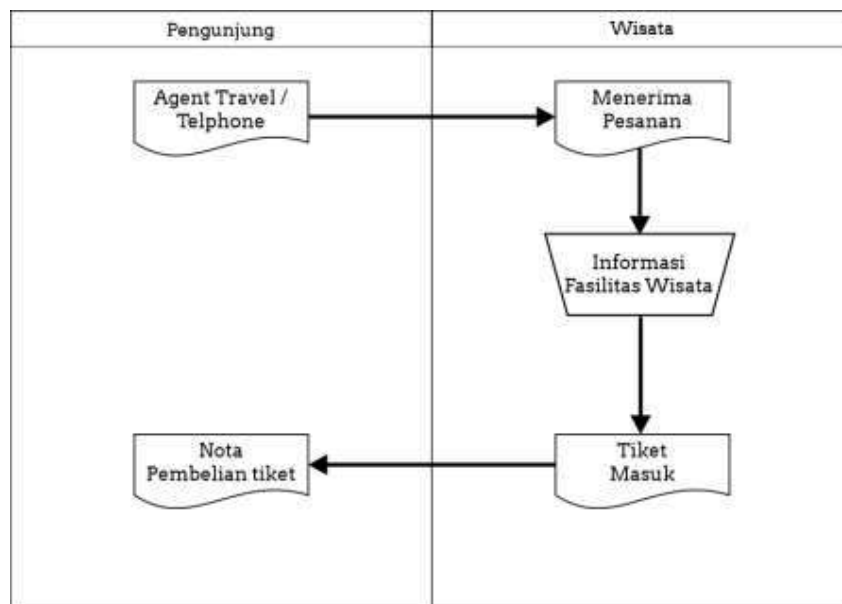 Pengunjung
Wisata
Agent Travel /
Telphone
Menerima
Pesanan
Informasi
Fasilitas Wisata
Nota
Pembelian tiket
Tiket
Masuk